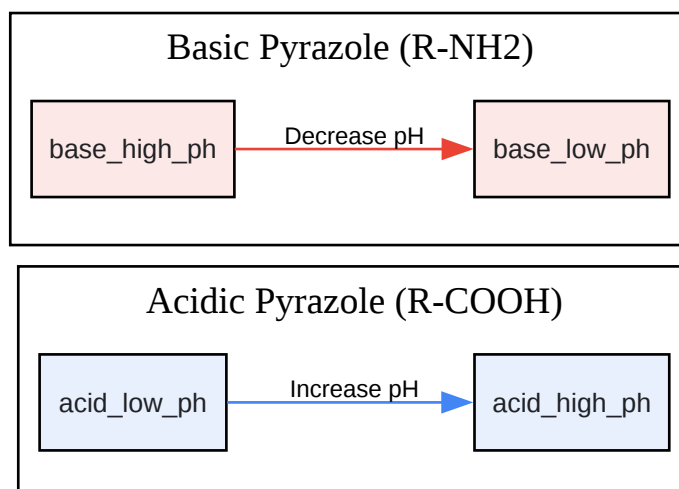 Basic Pyrazole (R-NH2)
base_high_ph
Decrease pH
base_low_ph
Acidic Pyrazole (R-COOH)
acid_low_ph
Increase pH
acid_high_ph